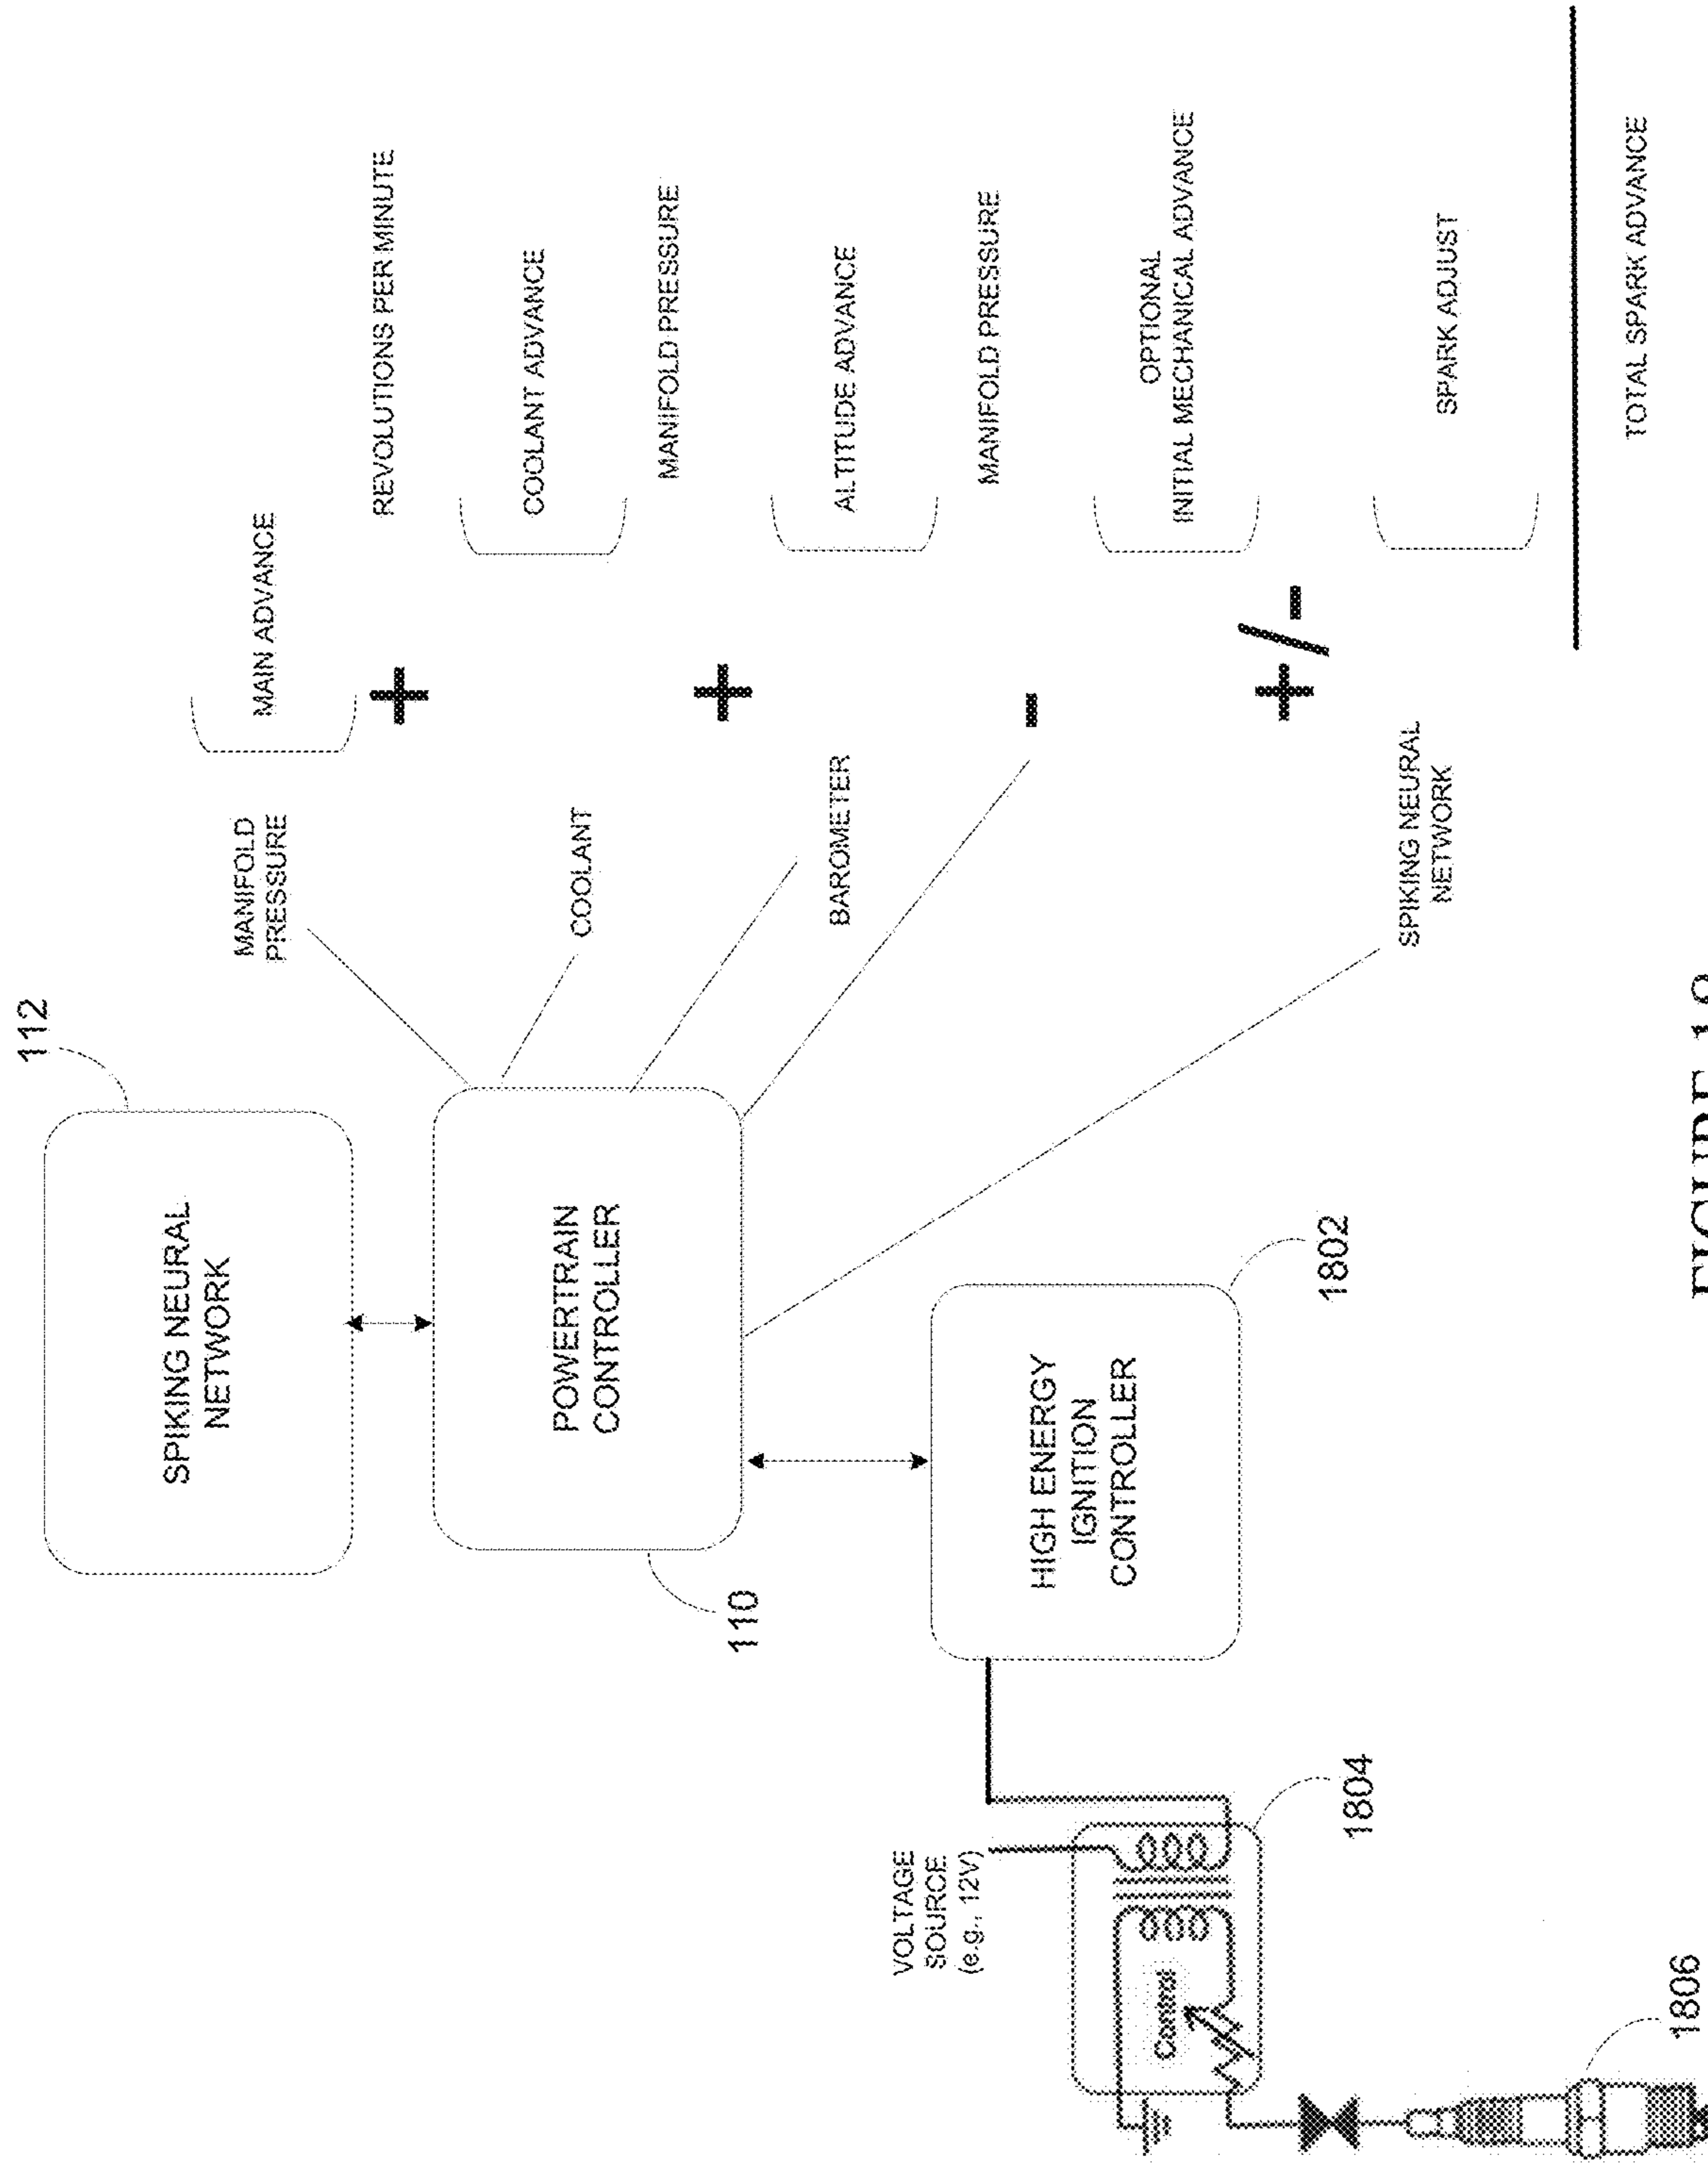 112
SPIKING NEURAL
NETWORK
MANIFOLD
PRESSURE
MAIN ADVANCE
REVOLUTIONS PER MINUTE
+
POWERTRAIN
CONTROLLER
110
COOLANT
COOLANT ADVANCE
MANIFOLD PRESSURE
+
BAROMETER
ALTITUDE ADVANCE
MANIFOLD PRESSURE
-
VOLTAGE
SOURCE
(e.g., 12V)
HIGH ENERGY
IGNITION
CONTROLLER
1802
OPTIONAL
INITIAL MECHANICAL ADVANCE
+/-
Control
1804
SPIKING NEURAL
NETWORK
SPARK ADJUST
TOTAL SPARK ADVANCE
1806
FIGURE 18